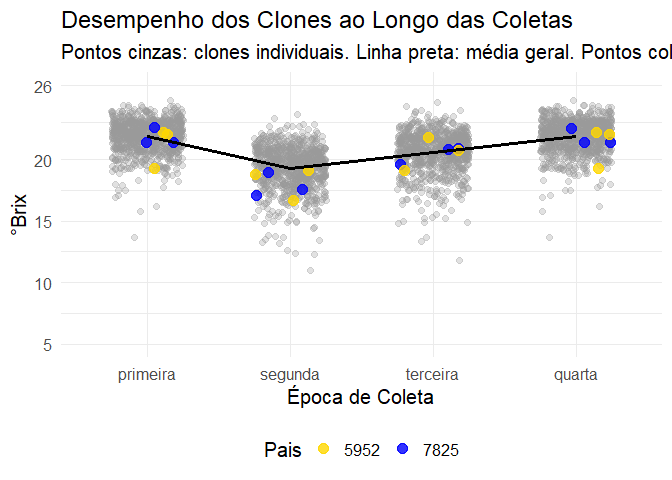 Desempenho dos Clones ao Longo das Coletas
Pontos cinzas: clones individuais. Linha preta: média geral. Pontos col
26
20
15
10
5
°Brix
primeira segunda terceira quarta
Época de Coleta
Pais 5952 7825